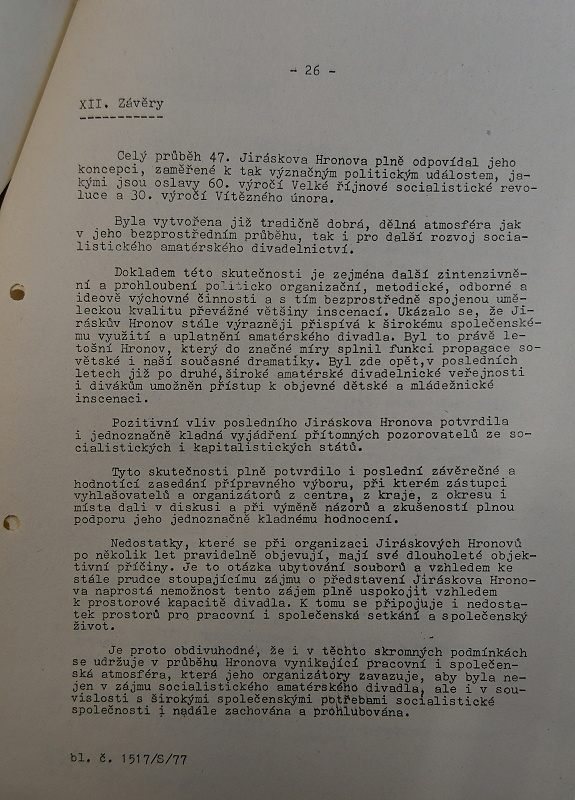 - 26 -
XII. Závěry
-----------
Celý průběh 47. Jiráskova Hronova plně odpovídal jeho
koncepci, zaměřené k tak význačným politickým událostem, ja-
kými jsou oslavy 60. výročí Velké říjnové socialistické revo-
luce a 30. výročí Vítězného února.
Byla vytvořena již tradičně dobrá, dělná atmosféra jak
v jeho bezprostředním průběhu, tak i pro další rozvoj socia-
listického amatérského divadelnictví.
Dokladem této skutečnosti je zejména další zintenzivně-
ní a prohloubení politicko organizační, metodické, odborné a
ideově výchovné činnosti a s tím bezprostředně spojenou umě-
leckou kvalitu převážné většiny inscenací. Ukázalo se, že Ji-
ráskův Hronov stále výrazněji přispívá k širokému společenské-
mu využití a uplatnění amatérského divadla. Byl to právě le-
tošní Hronov, který do značné míry splnil funkci propagace so-
větské i naší současné dramatiky. Byl zde opět,v posledních
letech již po druhé,široké amatérské divadelnické veřejnosti
i divákům umožněn přístup k objevné dětské a mládežnické
inscenaci.
Pozitivní vliv posledního Jiráskova Hronova potvrdila
i jednoznačně kladná vyjádření přítomných pozorovatelů ze so-
cialistických i kapitalistických států.
Tyto skutečnosti plně potvrdilo i poslední závěrečné a
hodnotící zasedání přípravného výboru, při kterém zástupci
vyhlašovatelů a organizátorů z centra, z kraje, z okresu i
místa dali v diskusi a při výměně názorů a zkušeností plnou
podporu jeho jednoznačně kladnému hodnocení.
Nedostatky, které se při organizaci Jiráskových Hronovů
po několik let pravidelně objevují, mají své dlouholeté objek-
tivní příčiny. Je to otázka ubytování souborů a vzhledem ke
stále prudce stoupajícímu zájmu o představení Jiráskova Hrono-
va naprostá nemožnost tento zájem plně uspokojit vzhledem
k prostorové kapacitě divadla. K tomu se připojuje i nedosta-
tek prostorů pro pracovní i společenská setkání a společenský
život.
Je proto obdivuhodné, že i v těchto skromných podmínkách
se udržuje v průběhu Hronova vynikající pracovní i společen-
ská atmosféra, která jeho organizátory zavazuje, aby byla ne-
jen v zájmu socialistického amatérského divadla, ale i v sou-
vislosti s širokými společenskými potřebami socialistické
společnosti i nadále zachována a prohlubována.
bl. č. 1517/S/77